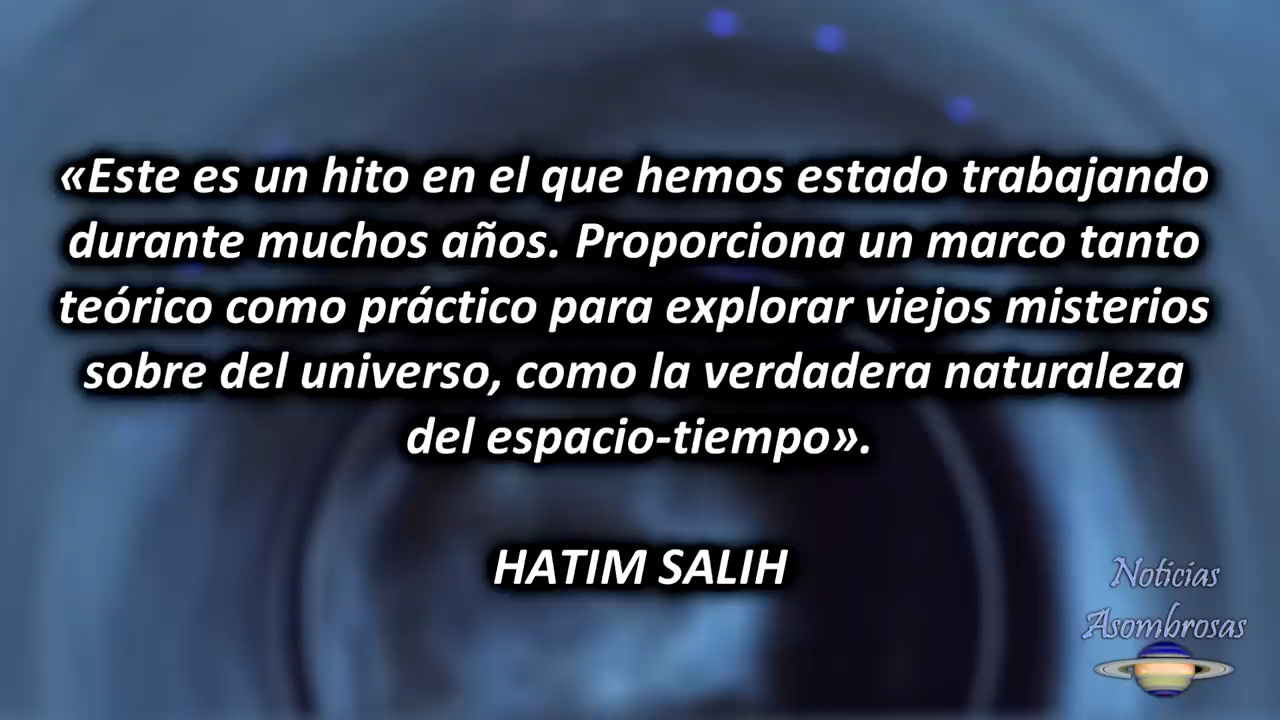 «Este es un hito en el que hemos estado trabajando
durante muchos años. Proporciona un marco tanto
teórico como práctico para explorar viejos misterios
sobre del universo, como la verdadera naturaleza
del espacio-tiempo».
HATIM SALIH
Noticias
Asombrosas